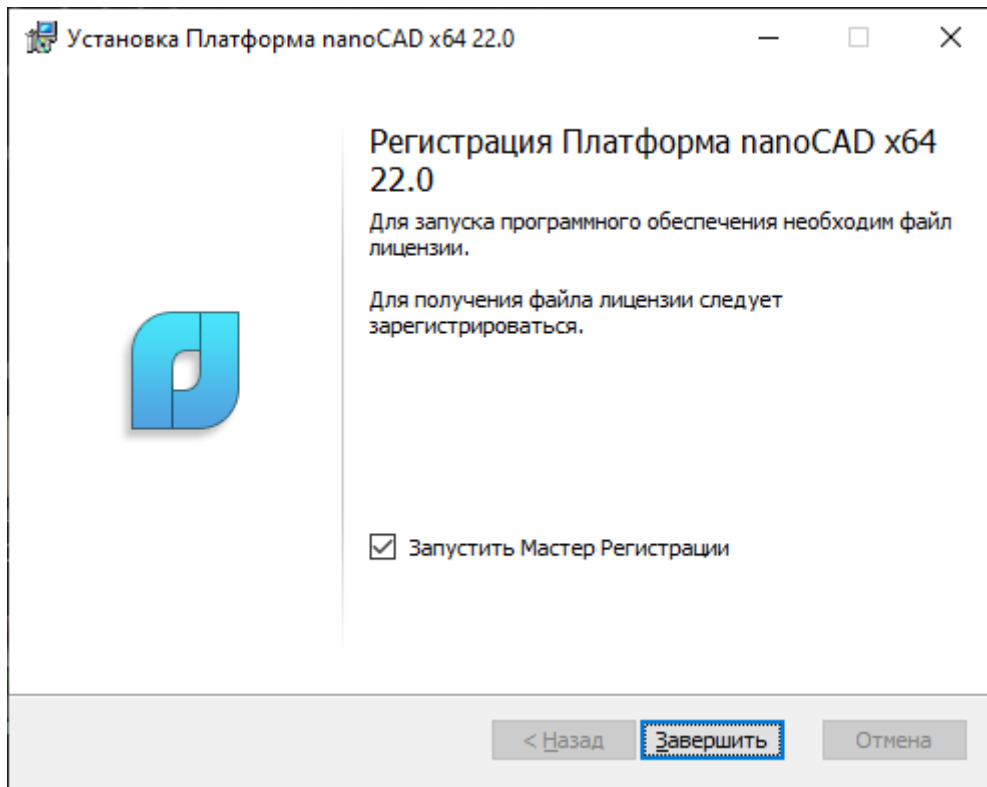 Установка Платформа nanoCAD x64 22.0
Регистрация Платформа nanoCAD x64
22.0
Для запуска программного обеспечения необходим файл
лицензии.
Для получения файла лицензии следует
зарегистрироваться.
Запустить Мастер Регистрации
< Назад
Завершить
Отмена